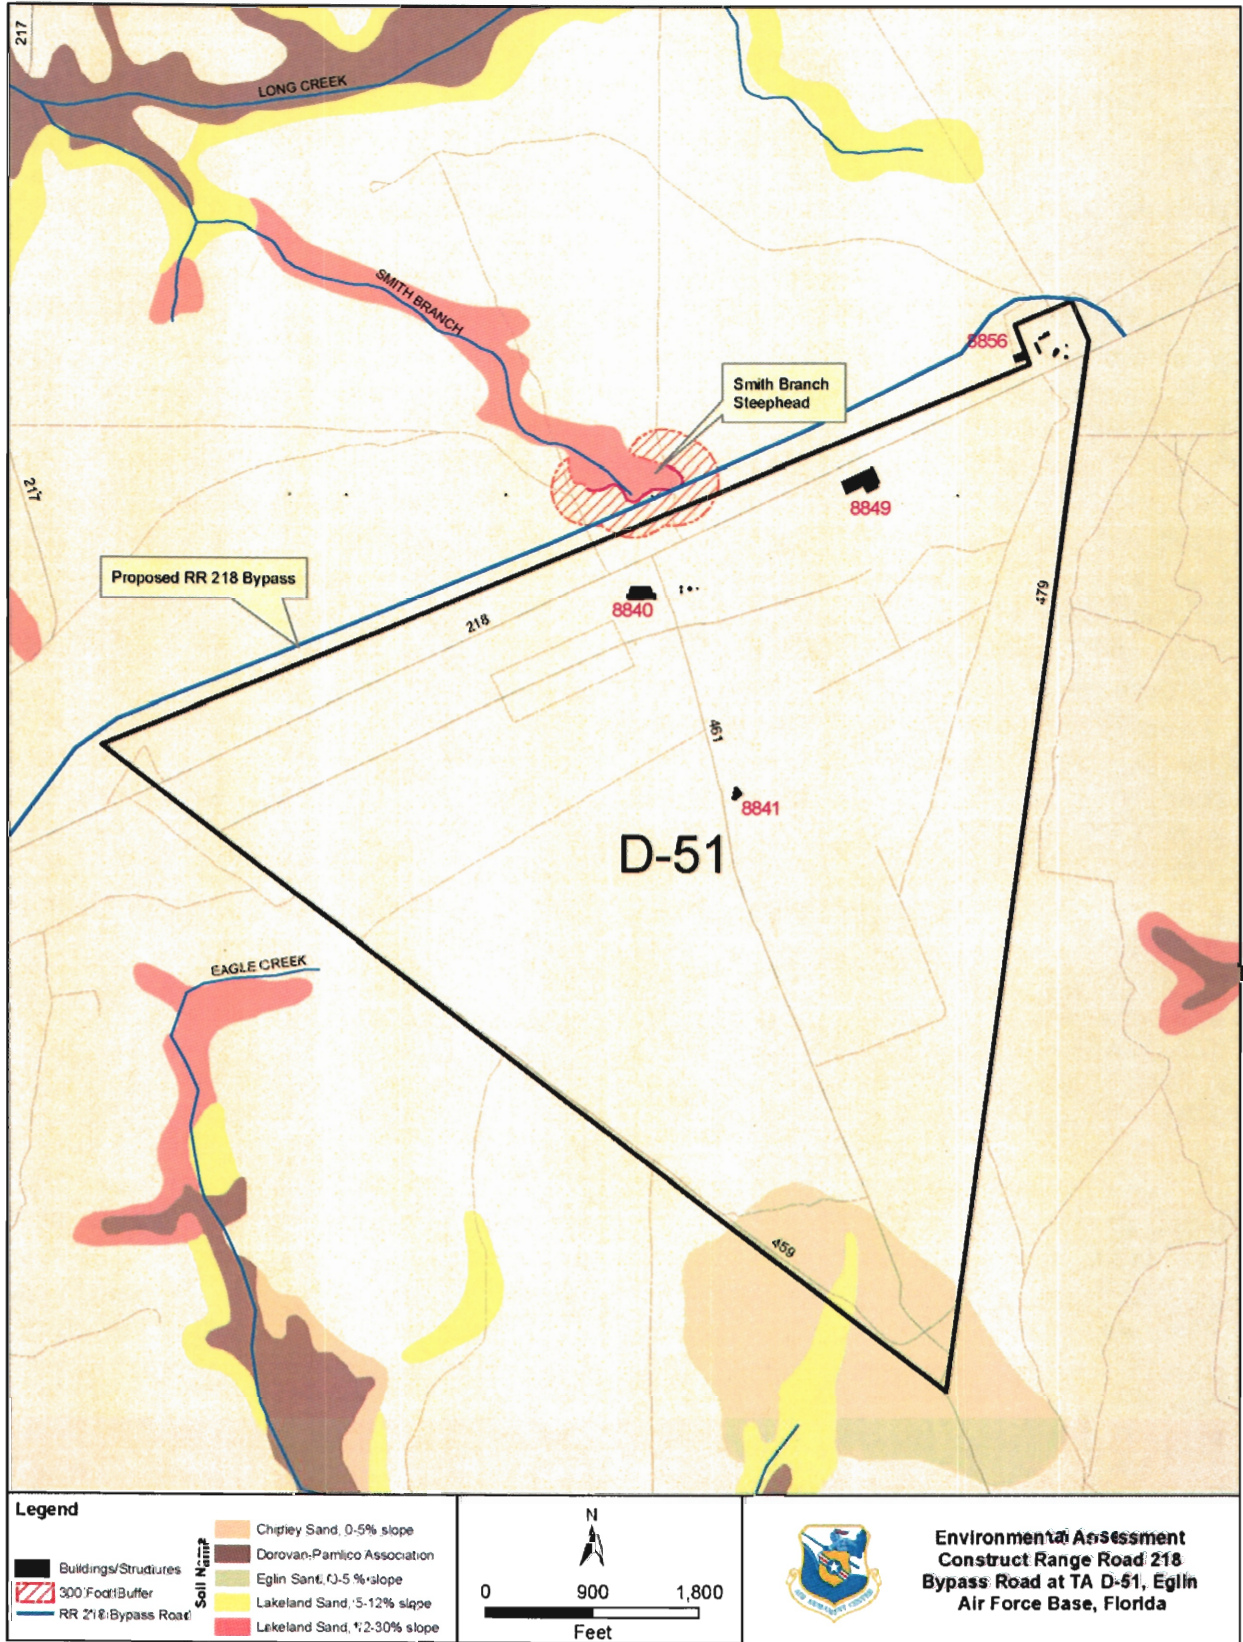 217
LONG CREEK
SMITH BRANCH
8856
Smith Branch
Steephead
217
8849
Proposed RR 218 Bypass
479
8840
218
461
8841
D-51
EAGLE CREEK
459
Legend
Buildings/Structures
300 Foot Buffer
RR 218 Bypass Road
Soil Name
Chipley Sand, 0-5% slope
Dorovan-Pamlico Association
Eglin Sand, 0-5 % slope
Lakeland Sand, 5-12% slope
Lakeland Sand, 12-30% slope
N
0 900 1,800
Feet
AIR ARMAMENT CENTER
Environmental Assessment
Construct Range Road 218
Bypass Road at TA D-51, Eglin
Air Force Base, Florida